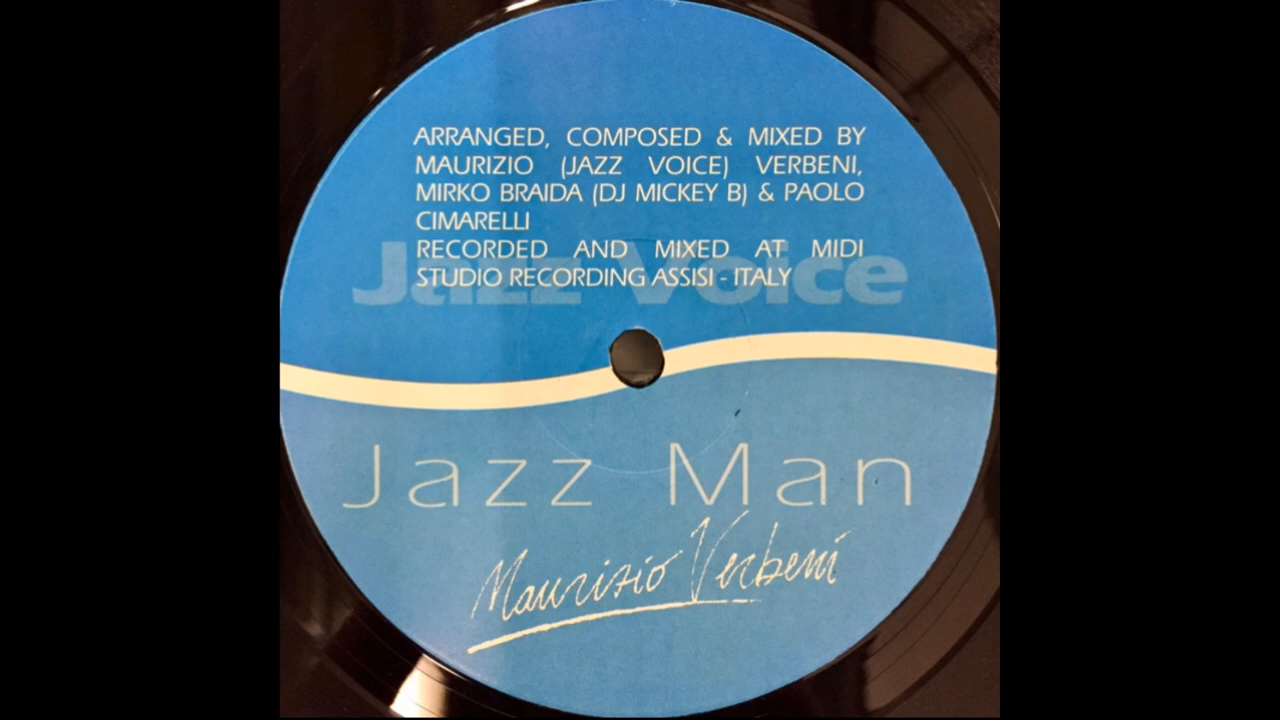 ARRANGED, COMPOSED & MIXED BY
MAURIZIO (JAZZ VOICE) VERBENI,
MIRKO BRAIDA (DJ MICKEY B) & PAOLO
CIMARELLI
RECORDED AND MIXED AT MIDI
STUDIO RECORDING ASSISI - ITALY
Jazz Voice
Jazz Man
Maurizio Verbeni